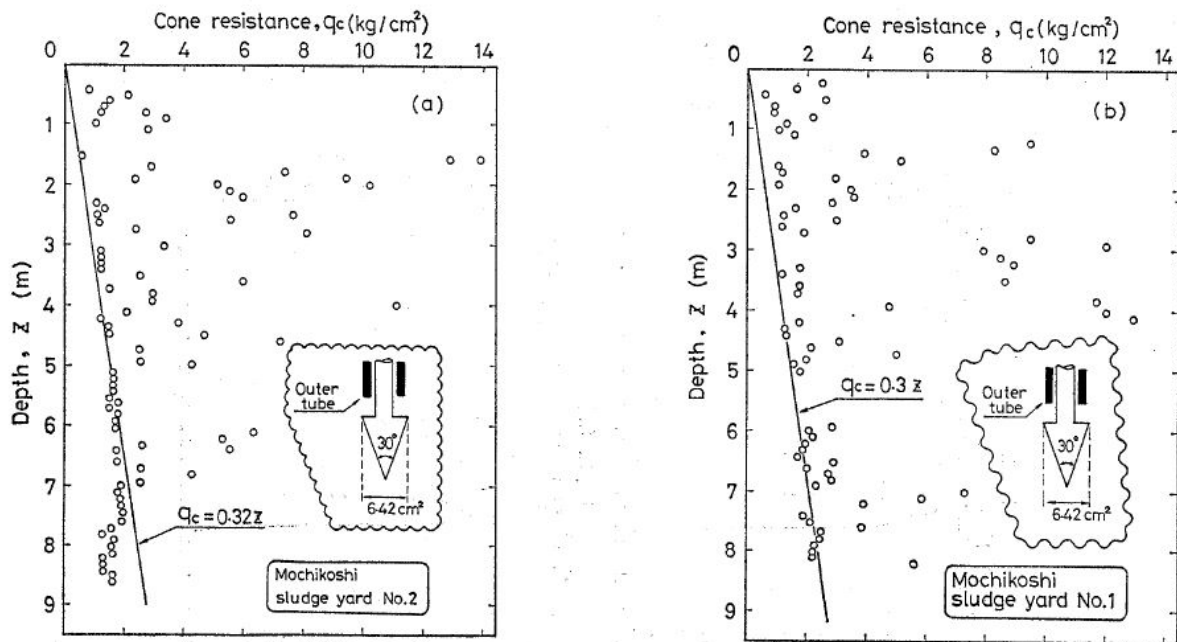 Cone resistance, qc(kg/cm²)
0 2 4 6 8 10 12 14
(a)
Depth, Z (m)
0
1
2
3
4
5
6
7
8
9
Outer
tube
30°
6·42 cm²
qc=0·32z
Mochikoshi
sludge yard No.2
Cone resistance, qc(kg/cm²)
0 2 4 6 8 10 12 14
(b)
Depth, Z (m)
0
1
2
3
4
5
6
7
8
9
qc=0·3 z
Outer
tube
30°
6·42 cm²
Mochikoshi
sludge yard No.1